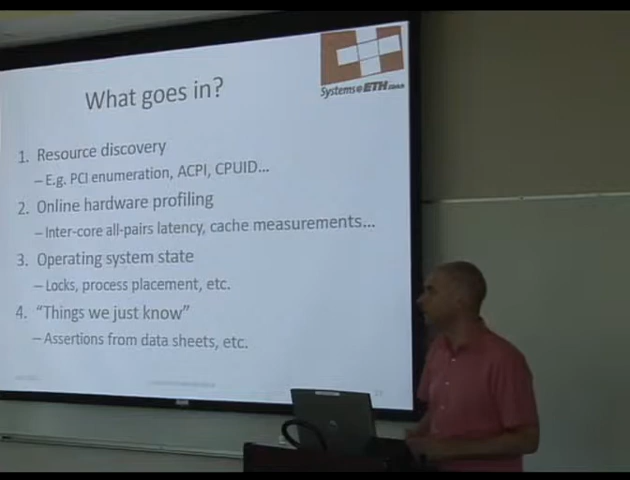 What goes in?
Systems@ETH Zürich
1. Resource discovery
– E.g. PCI enumeration, ACPI, CPUID...
2. Online hardware profiling
– Inter-core all-pairs latency, cache measurements...
3. Operating system state
– Locks, process placement, etc.
4. “Things we just know”
– Assertions from data sheets, etc.